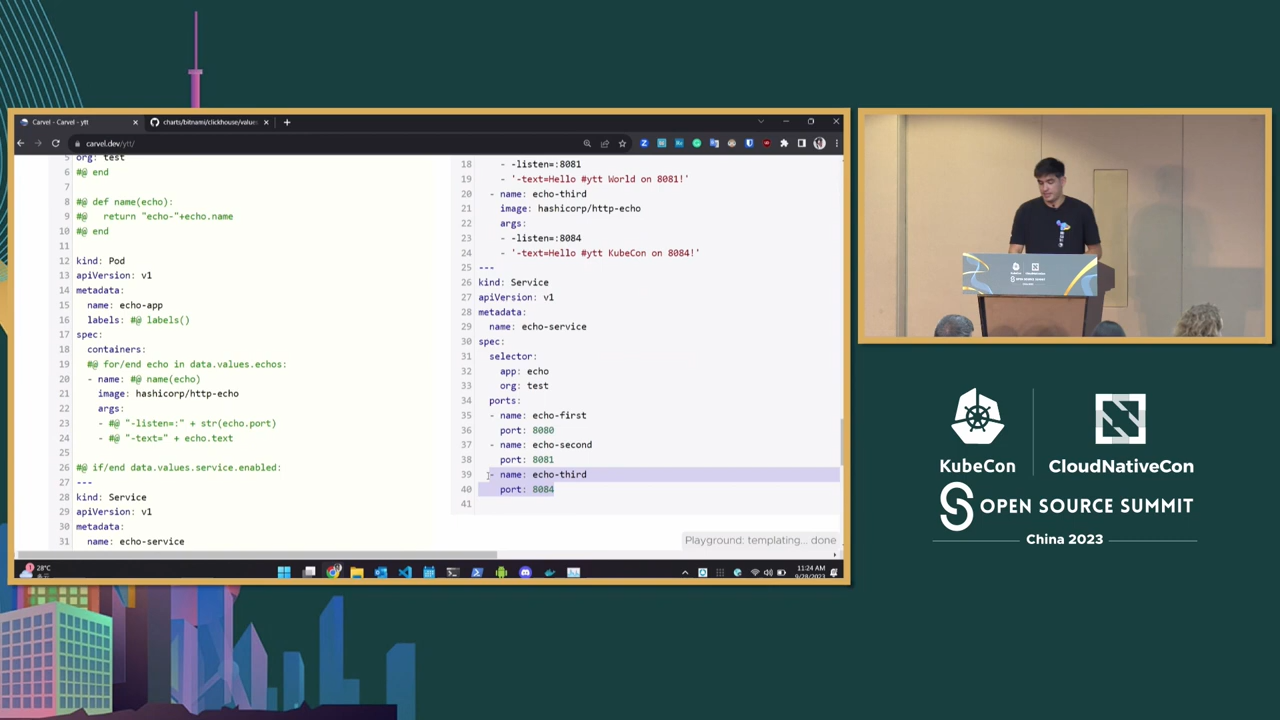 Carvel - Carvel - ytt
charts/bitnami/clickhouse/value
carvel.dev/ytt/
5 org: test
6 #@ end
7
8 #@ def name(echo):
9 #@   return "echo-"+echo.name
10 #@ end
11
12 kind: Pod
13 apiVersion: v1
14 metadata:
15   name: echo-app
16   labels: #@ labels()
17 spec:
18   containers:
19   #@ for/end echo in data.values.echos:
20   - name: #@ name(echo)
21     image: hashicorp/http-echo
22     args:
23     - #@ "-listen=:" + str(echo.port)
24     - #@ "-text=" + echo.text
25
26 #@ if/end data.values.service.enabled:
27 ---
28 kind: Service
29 apiVersion: v1
30 metadata:
31   name: echo-service
18     - -listen=:8081
19     - '-text=Hello #ytt World on 8081!'
20   - name: echo-third
21     image: hashicorp/http-echo
22     args:
23     - -listen=:8084
24     - '-text=Hello #ytt KubeCon on 8084!'
25 ---
26 kind: Service
27 apiVersion: v1
28 metadata:
29   name: echo-service
30 spec:
31   selector:
32     app: echo
33     org: test
34   ports:
35   - name: echo-first
36     port: 8080
37   - name: echo-second
38     port: 8081
39   - name: echo-third
40     port: 8084
41
Playground: templating... done
28°C
11:24 AM
KubeCon
CloudNativeCon
OPEN SOURCE SUMMIT
China 2023